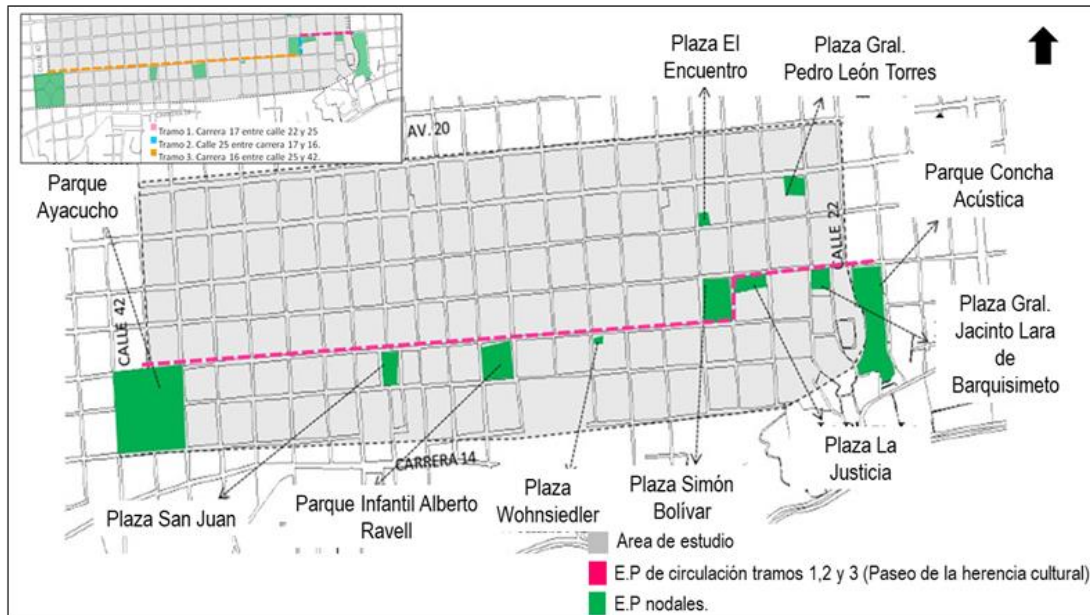 Tramo 1. Carrera 17 entre calle 22 y 25
Tramo 2. Calle 25 entre carrera 17 y 16.
Tramo 3. Carrera 16 entre calle 25 y 42.
Plaza El
Encuentro
Plaza Gral.
Pedro León Torres
AV. 20
Parque
Ayacucho
Parque Concha
Acústica
CALLE 22
CALLE 42
Plaza Gral.
Jacinto Lara
de
Barquisimeto
Plaza La
Justicia
CARRERA 14
Plaza San Juan
Parque Infantil Alberto
Ravell
Plaza
Wohnsiedler
Plaza Simón
Bolívar
Area de estudio
E.P de circulación tramos 1,2 y 3 (Paseo de la herencia cultural)
E.P nodales.